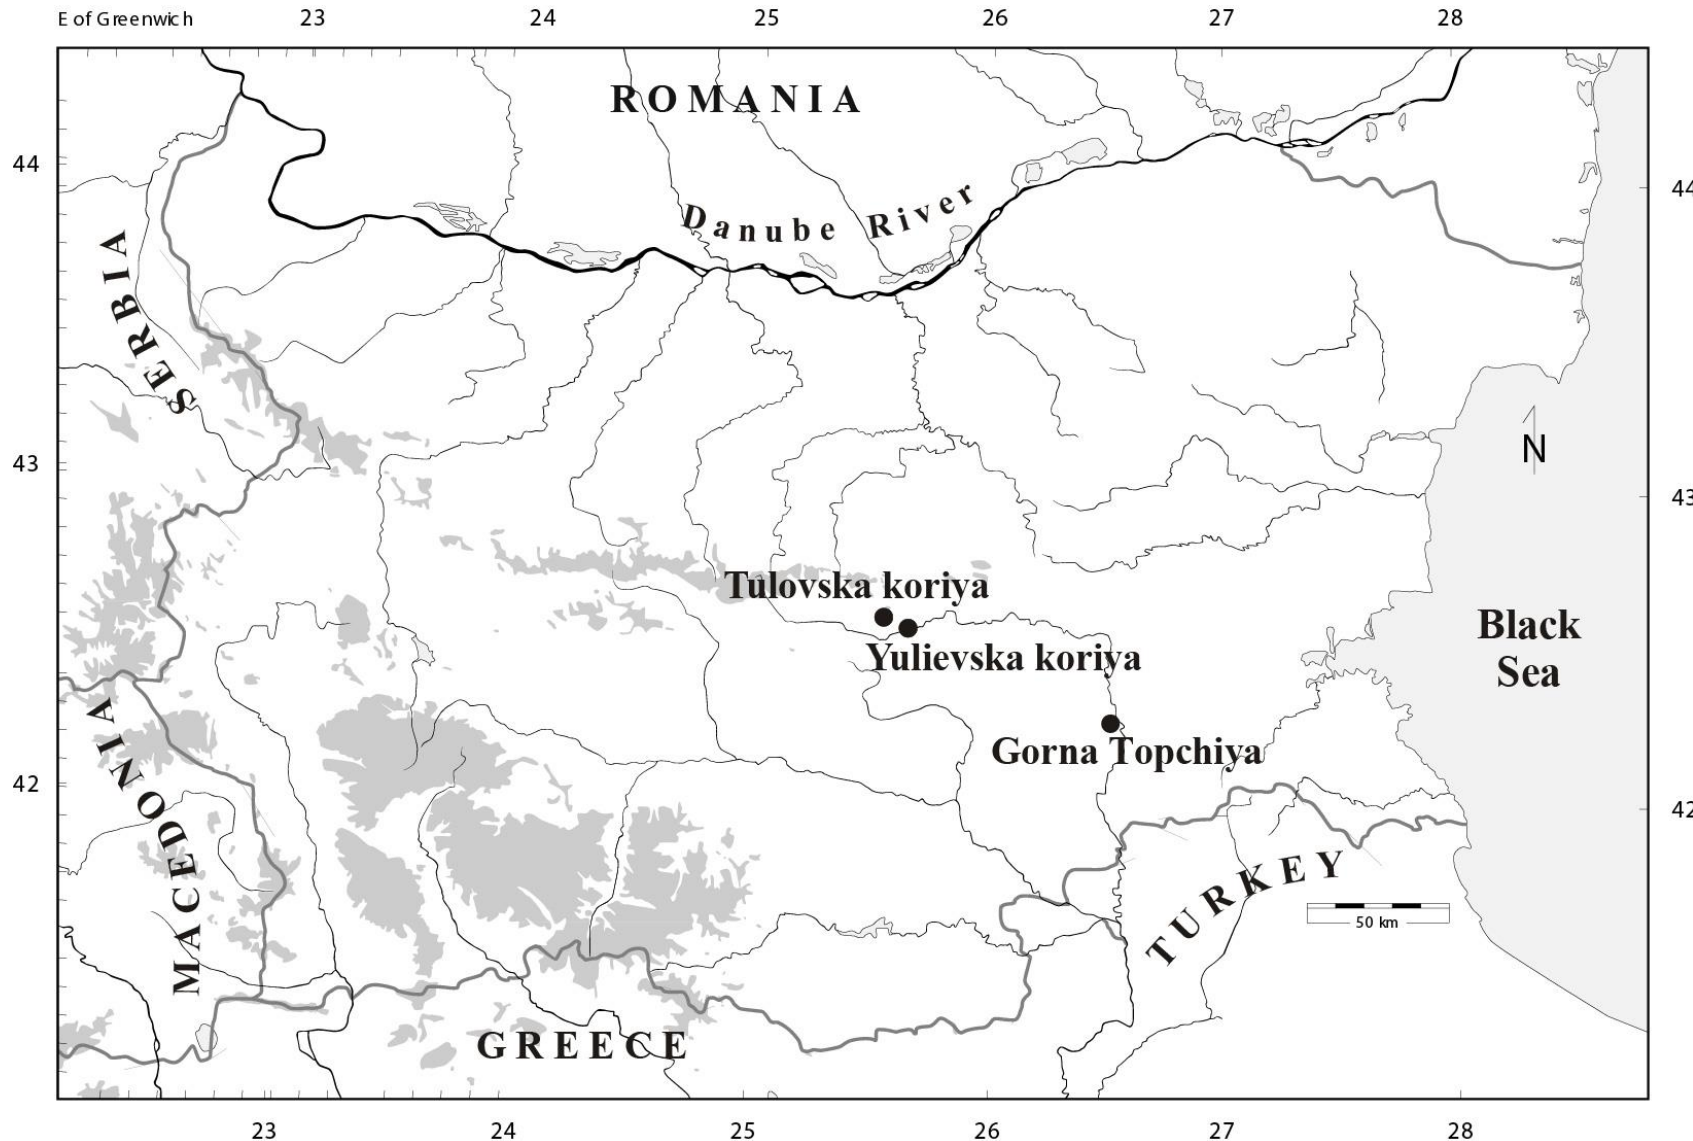 E of Greenwich 23 24 25 26 27 28
ROMANIA
44
44
Danube River
SERBIA
N
43
43
Tulovska koriya
Yulievska koriya
Black
Sea
MACEDONIA
Gorna Topchiya
42
42
TURKEY
50 km
GREECE
23 24 25 26 27 28